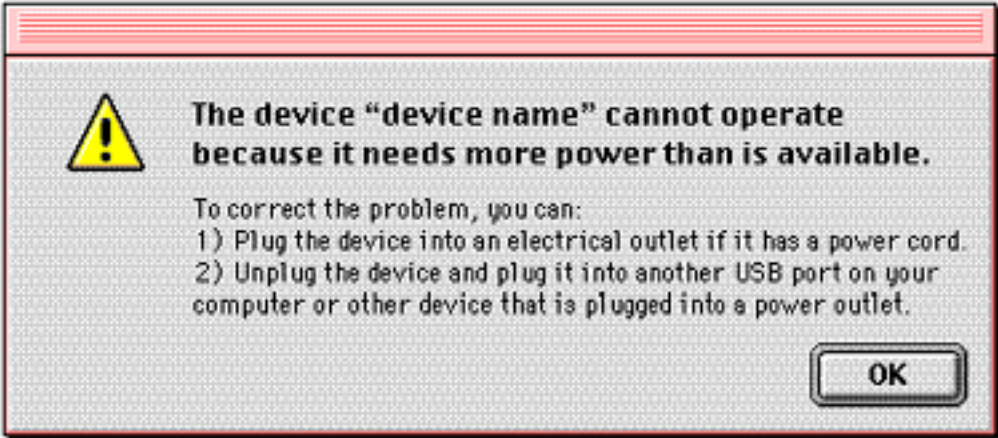 The device “device name” cannot operate
because it needs more power than is available.
To correct the problem, you can:
1) Plug the device into an electrical outlet if it has a power cord.
2) Unplug the device and plug it into another USB port on your
computer or other device that is plugged into a power outlet.
OK